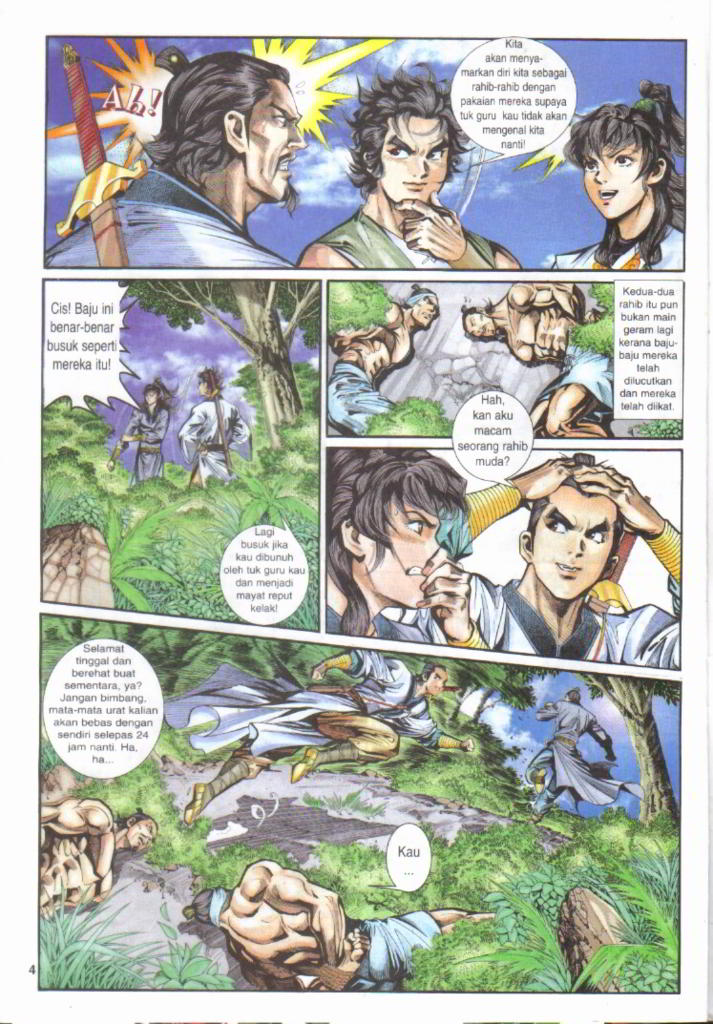 AH!
Kita
akan menya-
markan diri kita sebagai
rahib-rahib dengan
pakaian mereka supaya
tuk guru kau tidak akan
mengenal kita
nanti!
Cis! Baju ini
benar-benar
busuk seperti
mereka itu!
Lagi
busuk jika
kau dibunuh
oleh tuk guru kau
dan menjadi
mayat reput
kelak!
Kedua-dua
rahib itu pun
bukan main
geram lagi
kerana baju-
baju mereka
telah
dilucutkan
dan mereka
telah diikat.
Hah,
kan aku
macam
seorang rahib
muda?
Selamat
tinggal dan
berehat buat
sementara, ya?
Jangan bimbang,
mata-mata urat kalian
akan bebas dengan
sendiri selepas 24
jam nanti. Ha,
ha...
Kau
...
4